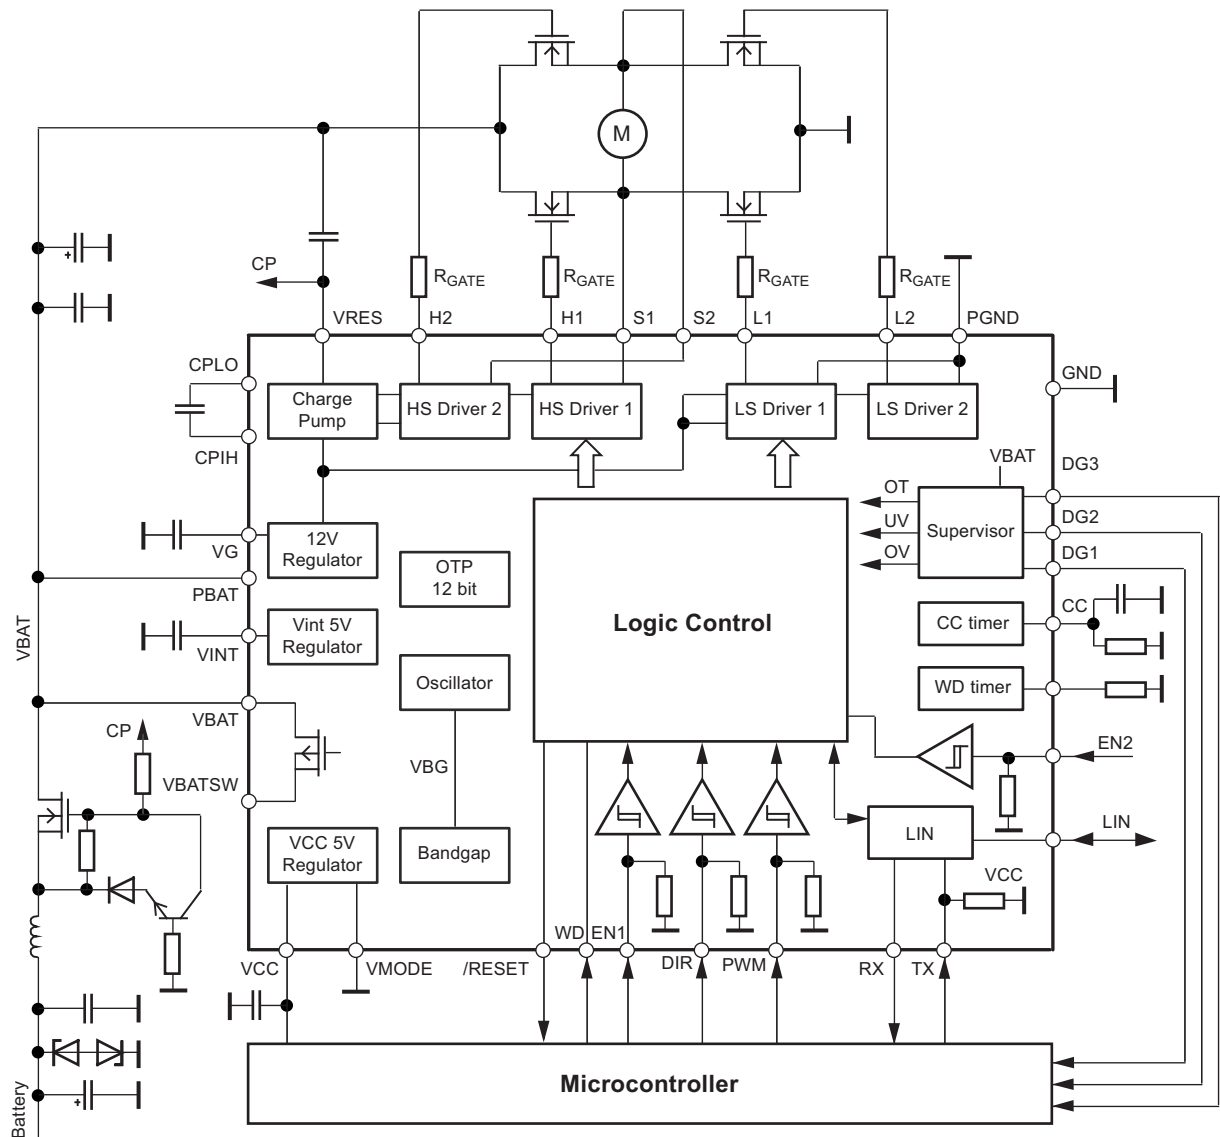 M
CP
RGATE
RGATE
RGATE
RGATE
VRES
H2
H1
S1
S2
L1
L2
PGND
CPLO
GND
Charge
Pump
HS Driver 2
HS Driver 1
LS Driver 1
LS Driver 2
CPIH
VBAT
DG3
OT
UV
OV
Supervisor
DG2
DG1
VG
12V
Regulator
OTP
12 bit
PBAT
Logic Control
CC timer
CC
VBAT
VINT
Vint 5V
Regulator
Oscillator
WD timer
VBAT
CP
VBG
EN2
VBATSW
VCC 5V
Regulator
Bandgap
LIN
LIN
VCC
WD
EN1
VCC
VMODE
/RESET
DIR
PWM
RX
TX
Microcontroller
Battery